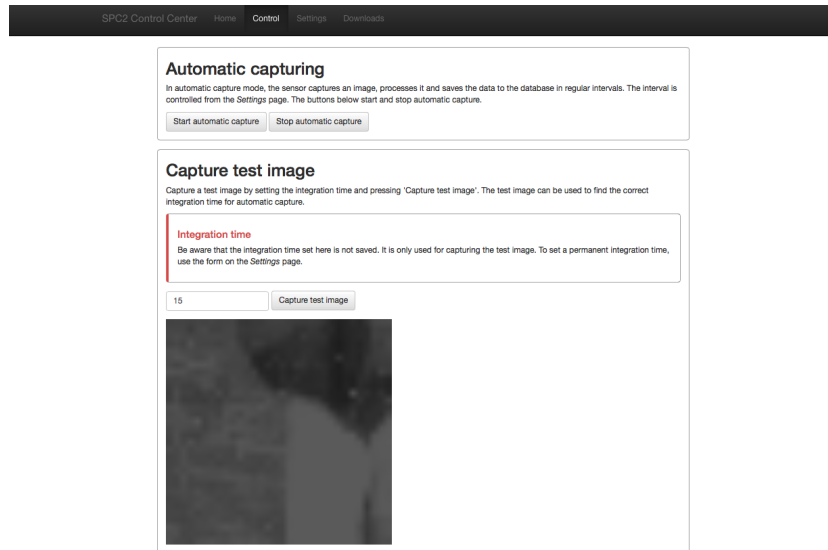 SPC2 Control Center Home Control Settings Downloads
Automatic capturing
In automatic capture mode, the sensor captures an image, processes it and saves the data to the database in regular intervals. The interval is
controlled from the Settings page. The buttons below start and stop automatic capture.
Start automatic capture Stop automatic capture
Capture test image
Capture a test image by setting the integration time and pressing 'Capture test image'. The test image can be used to find the correct
integration time for automatic capture.
Integration time
Be aware that the integration time set here is not saved. It is only used for capturing the test image. To set a permanent integration time,
use the form on the Settings page.
15 Capture test image